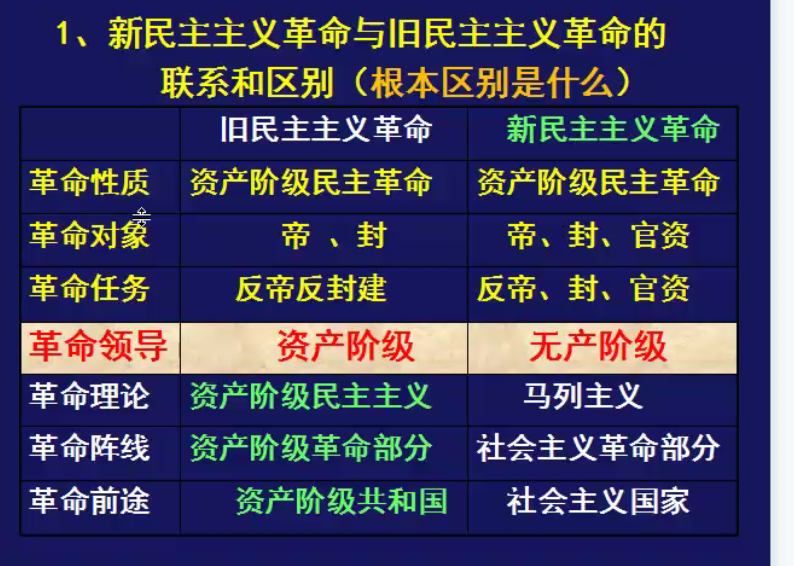 1、新民主主义革命与旧民主主义革命的
联系和区别（根本区别是什么）
旧民主主义革命 新民主主义革命
革命性质 资产阶级民主革命 资产阶级民主革命
革命对象 帝 、封 帝、封、官资
革命任务 反帝反封建 反帝、封、官资
革命领导 资产阶级 无产阶级
革命理论 资产阶级民主主义 马列主义
革命阵线 资产阶级革命部分 社会主义革命部分
革命前途 资产阶级共和国 社会主义国家